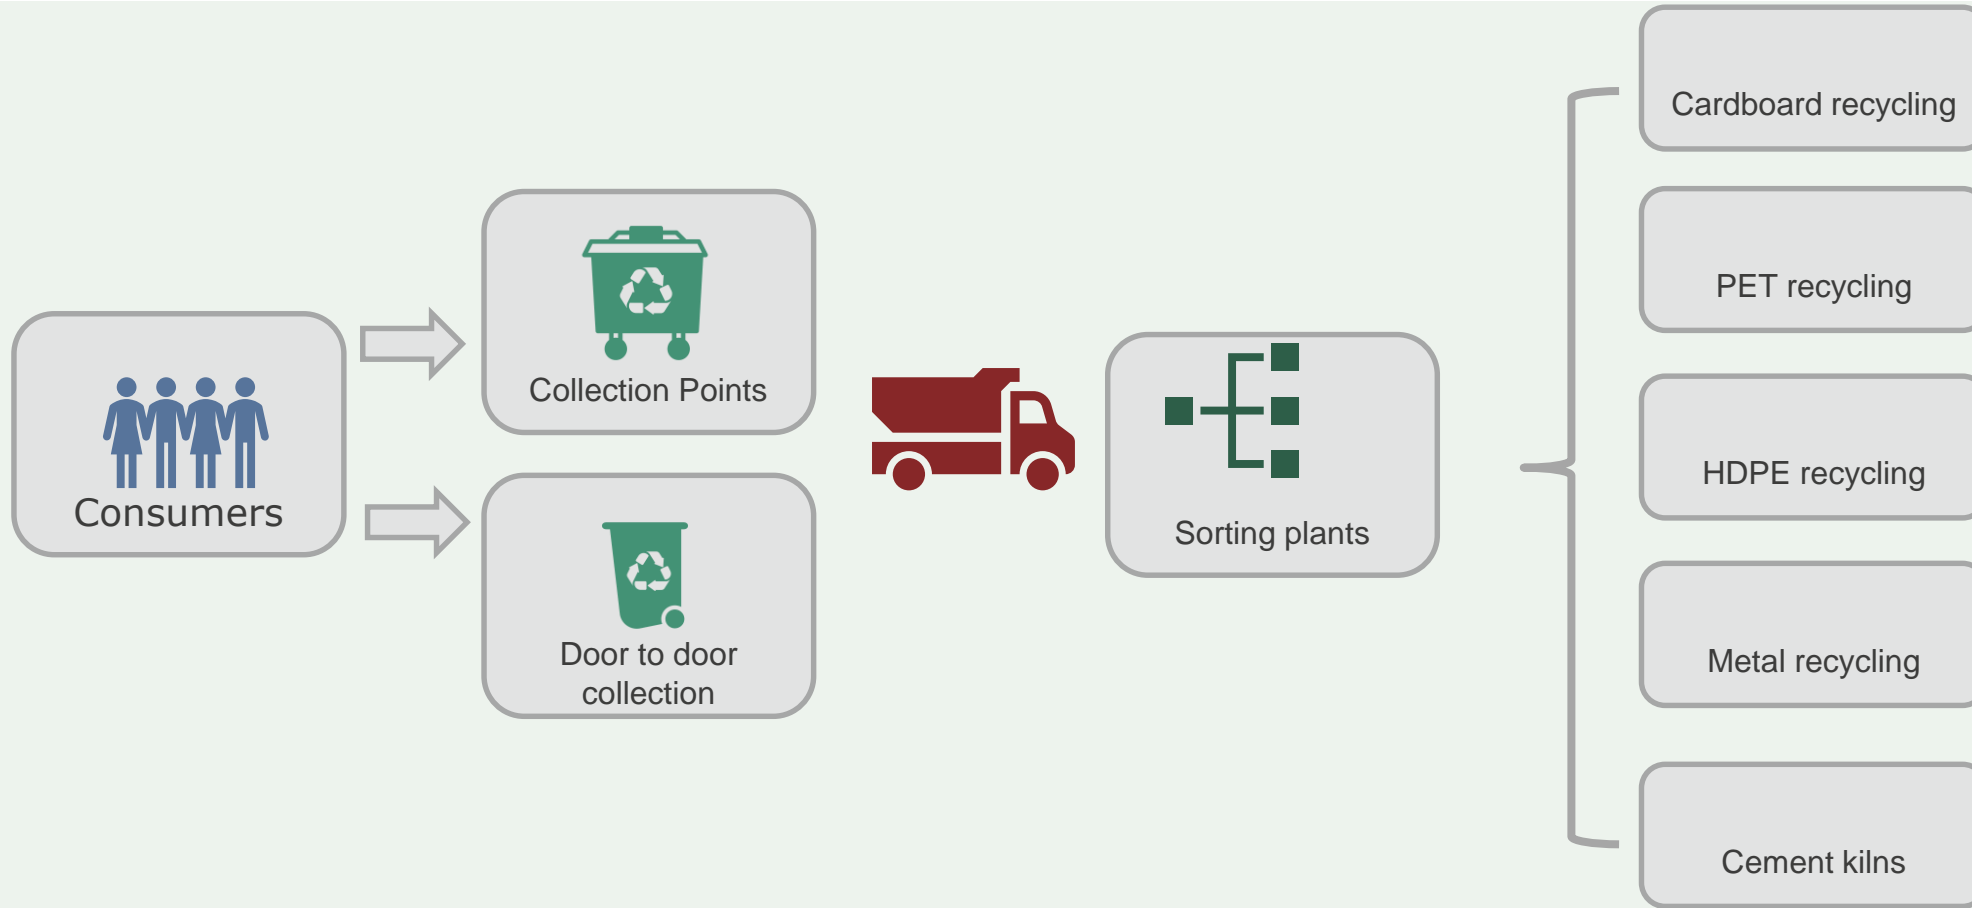 Consumers
Collection Points
Door to door
collection
Sorting plants
Cardboard recycling
PET recycling
HDPE recycling
Metal recycling
Cement kilns